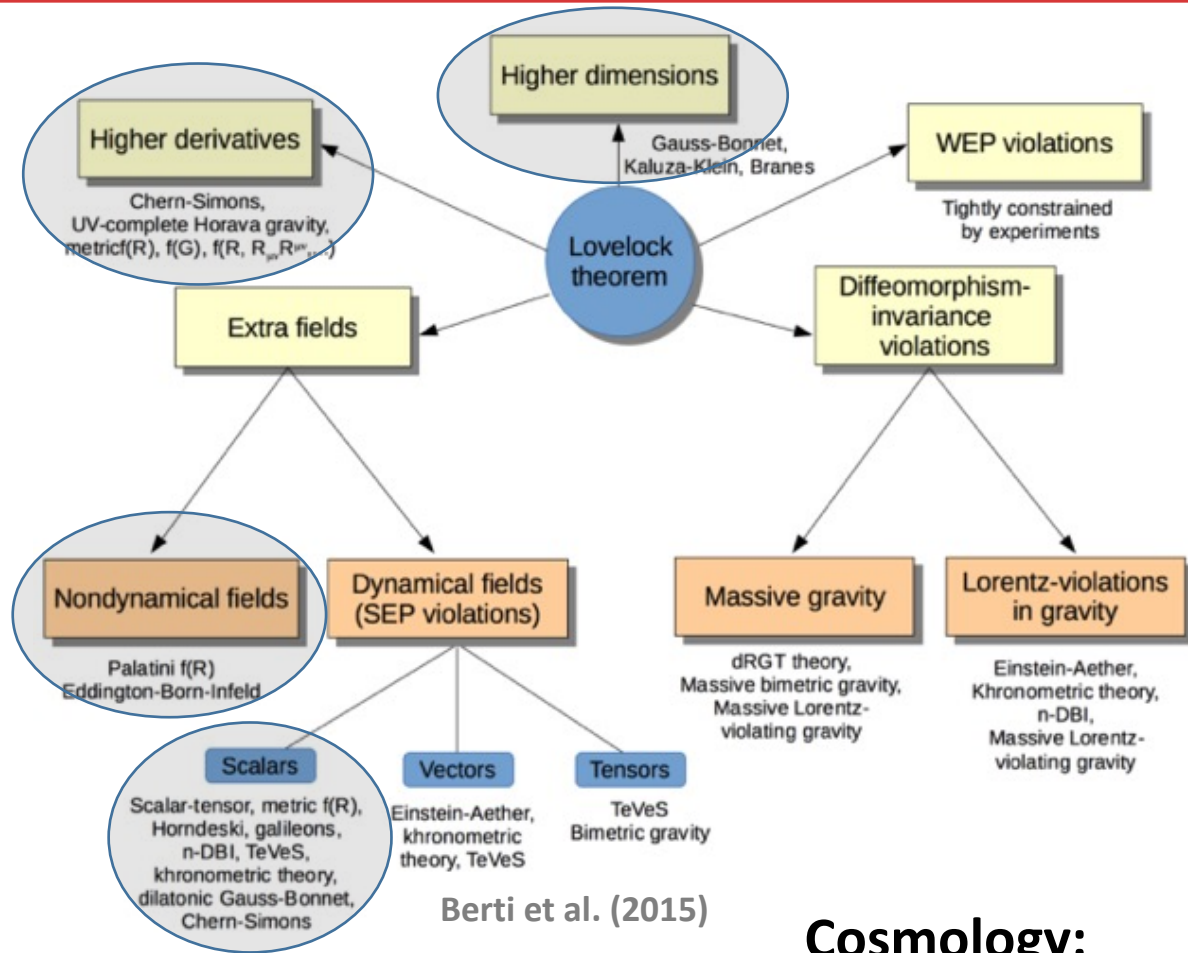 Higher dimensions
Gauss-Bonnet,
Kaluza-Klein, Branes
Higher derivatives
Chern-Simons,
UV-complete Horava gravity,
metricf(R), f(G), f(R, RμνRμν,...)
WEP violations
Tightly constrained
by experiments
Lovelock
theorem
Extra fields
Diffeomorphism-
invariance
violations
Nondynamical fields
Palatini f(R)
Eddington-Born-Infeld
Dynamical fields
(SEP violations)
Massive gravity
dRGT theory,
Massive bimetric gravity,
Massive Lorentz-
violating gravity
Lorentz-violations
in gravity
Einstein-Aether,
Khronometric theory,
n-DBI,
Massive Lorentz-
violating gravity
Scalars
Scalar-tensor, metric f(R),
Horndeski, galileons,
n-DBI, TeVeS,
khronometric theory,
dilatonic Gauss-Bonnet,
Chern-Simons
Vectors
Einstein-Aether,
khronometric
theory, TeVeS
Tensors
TeVeS
Bimetric gravity
Berti et al. (2015)
Cosmology: